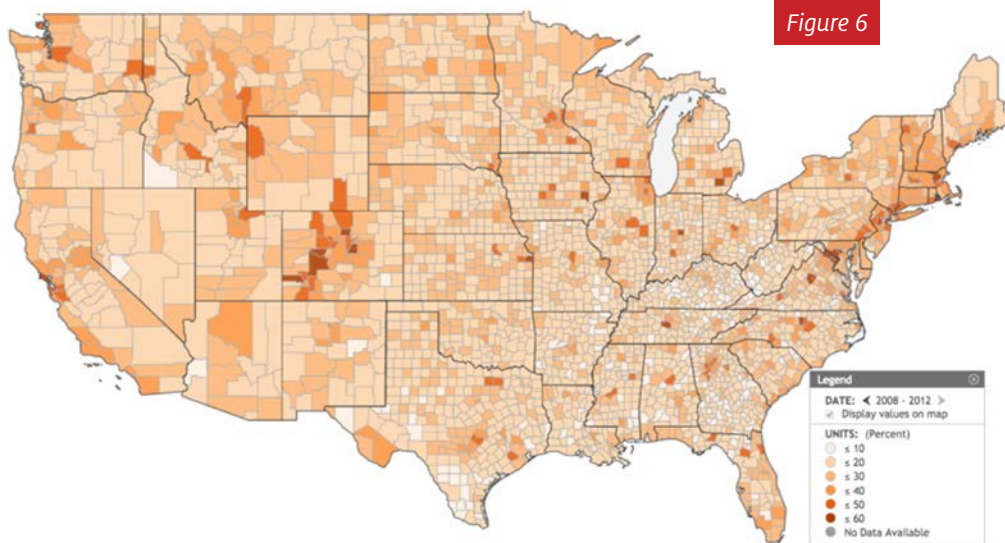 Figure 6
Legend
DATE: < 2008 - 2012 >
Display values on map
UNITS: (Percent)
≤ 10
≤ 20
≤ 30
≤ 40
≤ 50
≤ 60
No Data Available